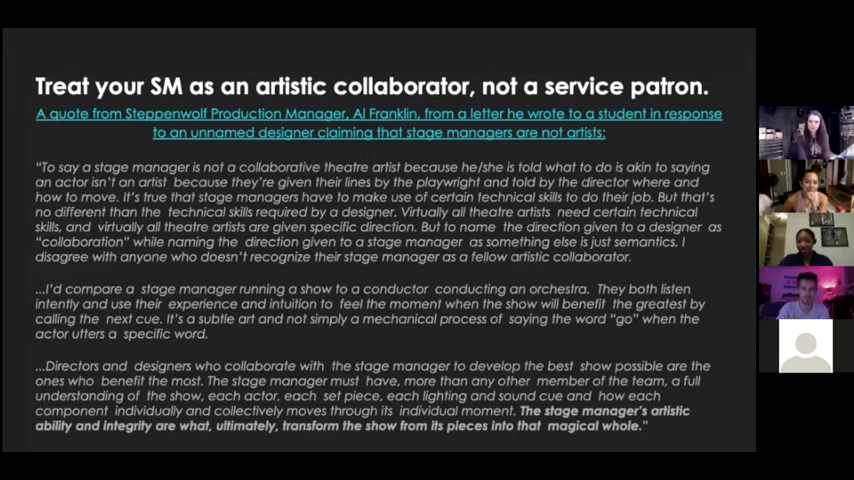 Treat your SM as an artistic collaborator, not a service patron.
A quote from Steppenwolf Production Manager, Al Franklin, from a letter he wrote to a student in response
to an unnamed designer claiming that stage managers are not artists:
“To say a stage manager is not a collaborative theatre artist because he/she is told what to do is akin to saying
an actor isn’t an artist because they’re given their lines by the playwright and told by the director where and
how to move. It’s true that stage managers have to make use of certain technical skills to do their job. But that’s
no different than the technical skills required by a designer. Virtually all theatre artists need certain technical
skills, and virtually all theatre artists are given specific direction. But to name the direction given to a designer as
“collaboration” while naming the direction given to a stage manager as something else is just semantics. I
disagree with anyone who doesn’t recognize their stage manager as a fellow artistic collaborator.
...I’d compare a stage manager running a show to a conductor conducting an orchestra. They both listen
intently and use their experience and intuition to feel the moment when the show will benefit the greatest by
calling the next cue. It’s a subtle art and not simply a mechanical process of saying the word “go” when the
actor utters a specific word.
...Directors and designers who collaborate with the stage manager to develop the best show possible are the
ones who benefit the most. The stage manager must have, more than any other member of the team, a full
understanding of the show, each actor, each set piece, each lighting and sound cue and how each
component individually and collectively moves through its individual moment. The stage manager’s artistic
ability and integrity are what, ultimately, transform the show from its pieces into that magical whole."